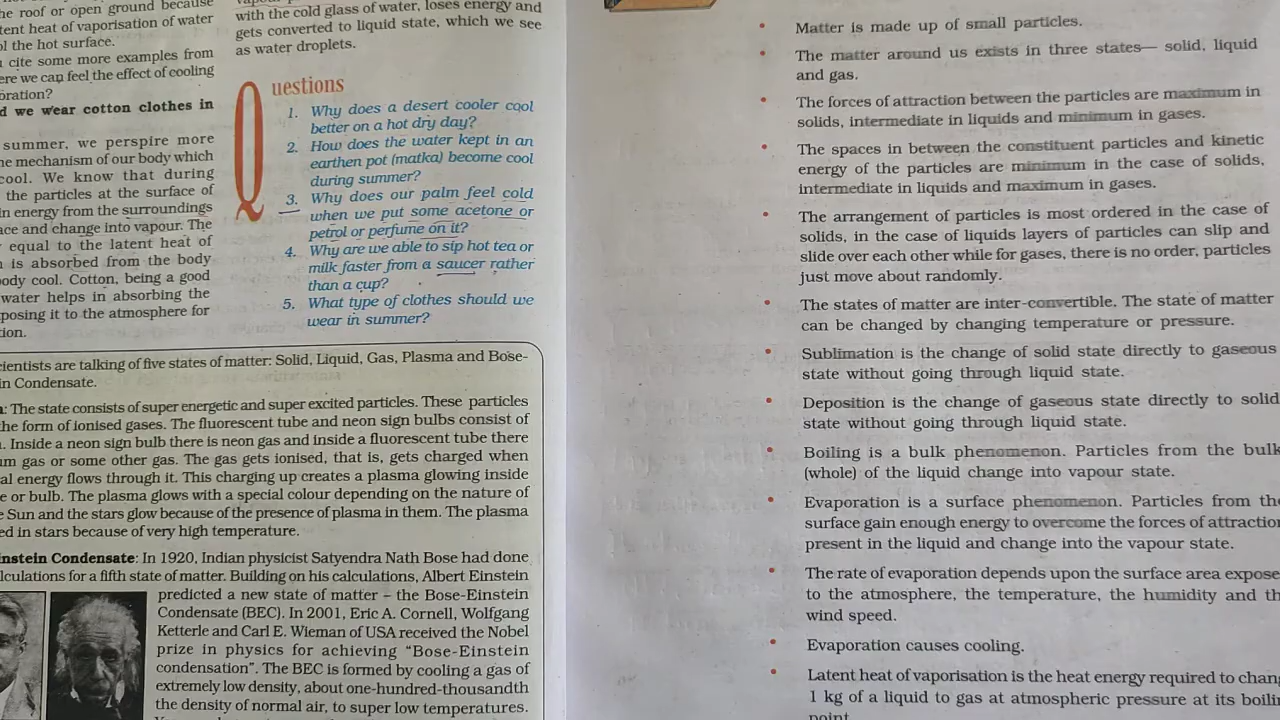 he roof or open ground because
tent heat of vaporisation of water
ol the hot surface.
cite some more examples from
ere we can feel the effect of cooling
oration?
d we wear cotton clothes in
summer, we perspire more
ne mechanism of our body which
cool. We know that during
the particles at the surface of
in energy from the surroundings
ace and change into vapour. The
equal to the latent heat of
is absorbed from the body
ody cool. Cotton, being a good
water helps in absorbing the
posing it to the atmosphere for
tion.
with the cold glass of water, loses energy and
gets converted to liquid state, which we see
as water droplets.
Questions
1. Why does a desert cooler cool
better on a hot dry day?
2. How does the water kept in an
earthen pot (matka) become cool
during summer?
3. Why does our palm feel cold
when we put some acetone or
petrol or perfume on it?
4. Why are we able to sip hot tea or
milk faster from a saucer rather
than a cup?
5. What type of clothes should we
wear in summer?
cientists are talking of five states of matter: Solid, Liquid, Gas, Plasma and Bose-
in Condensate.
: The state consists of super energetic and super excited particles. These particles
the form of ionised gases. The fluorescent tube and neon sign bulbs consist of
. Inside a neon sign bulb there is neon gas and inside a fluorescent tube there
um gas or some other gas. The gas gets ionised, that is, gets charged when
al energy flows through it. This charging up creates a plasma glowing inside
e or bulb. The plasma glows with a special colour depending on the nature of
e Sun and the stars glow because of the presence of plasma in them. The plasma
ed in stars because of very high temperature.
instein Condensate: In 1920, Indian physicist Satyendra Nath Bose had done
lculations for a fifth state of matter. Building on his calculations, Albert Einstein
predicted a new state of matter – the Bose-Einstein
Condensate (BEC). In 2001, Eric A. Cornell, Wolfgang
Ketterle and Carl E. Wieman of USA received the Nobel
prize in physics for achieving "Bose-Einstein
condensation". The BEC is formed by cooling a gas of
extremely low density, about one-hundred-thousandth
the density of normal air, to super low temperatures.
• Matter is made up of small particles.
• The matter around us exists in three states— solid, liquid
and gas.
• The forces of attraction between the particles are maximum in
solids, intermediate in liquids and minimum in gases.
• The spaces in between the constituent particles and kinetic
energy of the particles are minimum in the case of solids,
intermediate in liquids and maximum in gases.
• The arrangement of particles is most ordered in the case of
solids, in the case of liquids layers of particles can slip and
slide over each other while for gases, there is no order, particles
just move about randomly.
• The states of matter are inter-convertible. The state of matter
can be changed by changing temperature or pressure.
• Sublimation is the change of solid state directly to gaseous
state without going through liquid state.
• Deposition is the change of gaseous state directly to solid
state without going through liquid state.
• Boiling is a bulk phenomenon. Particles from the bulk
(whole) of the liquid change into vapour state.
• Evaporation is a surface phenomenon. Particles from the
surface gain enough energy to overcome the forces of attraction
present in the liquid and change into the vapour state.
• The rate of evaporation depends upon the surface area expose
to the atmosphere, the temperature, the humidity and th
wind speed.
• Evaporation causes cooling.
• Latent heat of vaporisation is the heat energy required to chang
1 kg of a liquid to gas at atmospheric pressure at its boilin
point